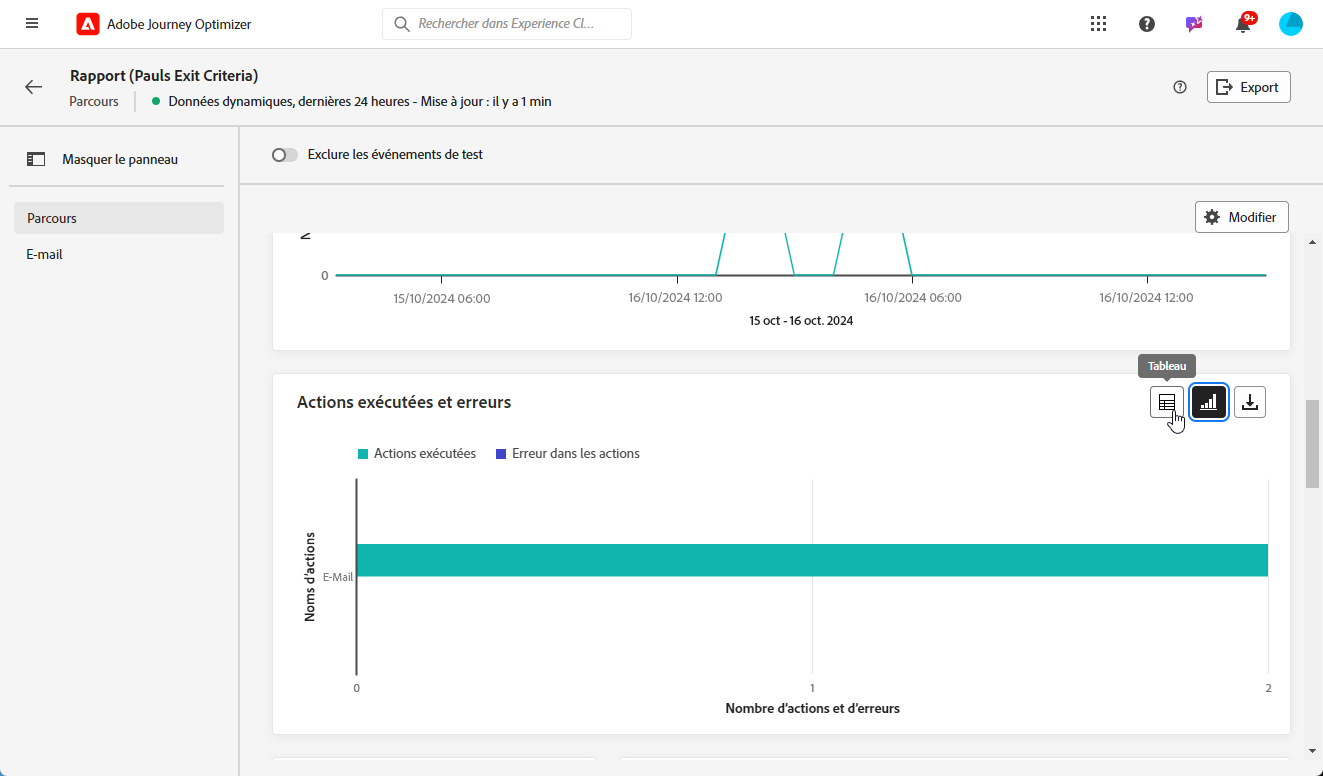 Adobe Journey Optimizer
Rechercher dans Experience Cl...
9+
Rapport (Pauls Exit Criteria)
Parcours
Données dynamiques, dernières 24 heures - Mise à jour : il y a 1 min
Export
Masquer le panneau
Exclure les événements de test
Parcours
E-mail
Modifier
0
15/10/2024 06:00
16/10/2024 12:00
16/10/2024 06:00
16/10/2024 12:00
15 oct - 16 oct. 2024
Tableau
Actions exécutées et erreurs
Actions exécutées
Erreur dans les actions
Noms d'actions
E-Mail
0
1
2
Nombre d'actions et d'erreurs